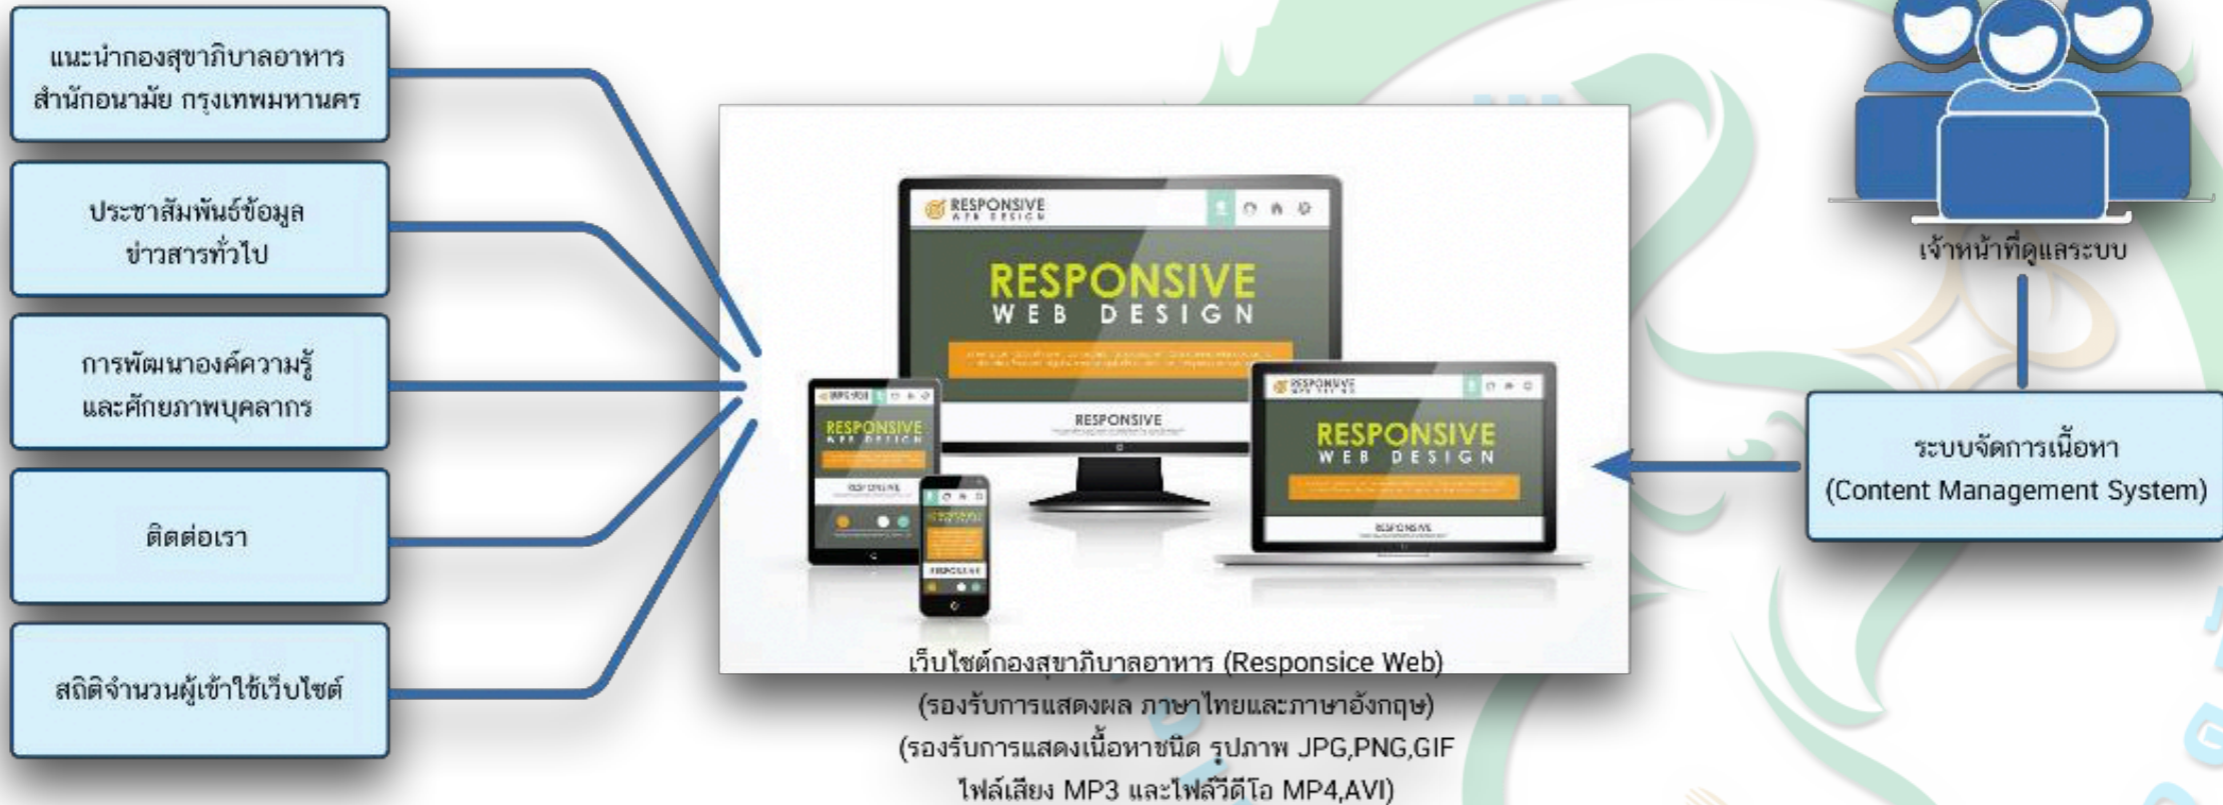 แนะนำกองสุขาภิบาลอาหาร
สำนักอนามัย กรุงเทพมหานคร
ประชาสัมพันธ์ข้อมูล
ข่าวสารทั่วไป
การพัฒนาองค์ความรู้
และศักยภาพบุคลากร
ติดต่อเรา
สถิติจำนวนผู้เข้าใช้เว็บไซต์
RESPONSIVE
WEB DESIGN
RESPONSIVE
WEB DESIGN
RESPONSIVE
RESPONSIVE
WEB DESIGN
RESPONSIVE
RESPONSIVE
RESPONSIVE
WEB DESIGN
RESPONSIVE
WEB DESIGN
RESPONSIVE
เว็บไซต์กองสุขาภิบาลอาหาร (Responsice Web)
(รองรับการแสดงผล ภาษาไทยและภาษาอังกฤษ)
(รองรับการแสดงเนื้อหาชนิด รูปภาพ JPG,PNG,GIF
ไฟล์เสียง MP3 และไฟล์วีดีโอ MP4,AVI)
เจ้าหน้าที่ดูแลระบบ
ระบบจัดการเนื้อหา
(Content Management System)